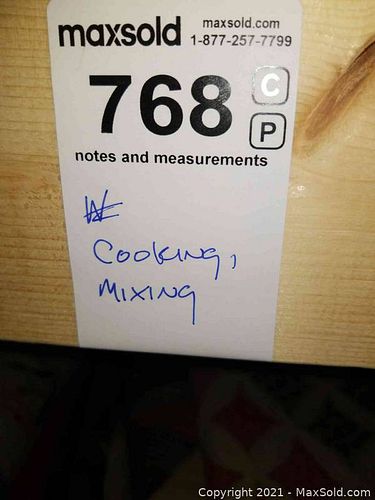 maxsold maxsold.com
1-877-257-7799
768 C
P
notes and measurements
Cooking,
Mixing
Copyright 2021 - MaxSold.com